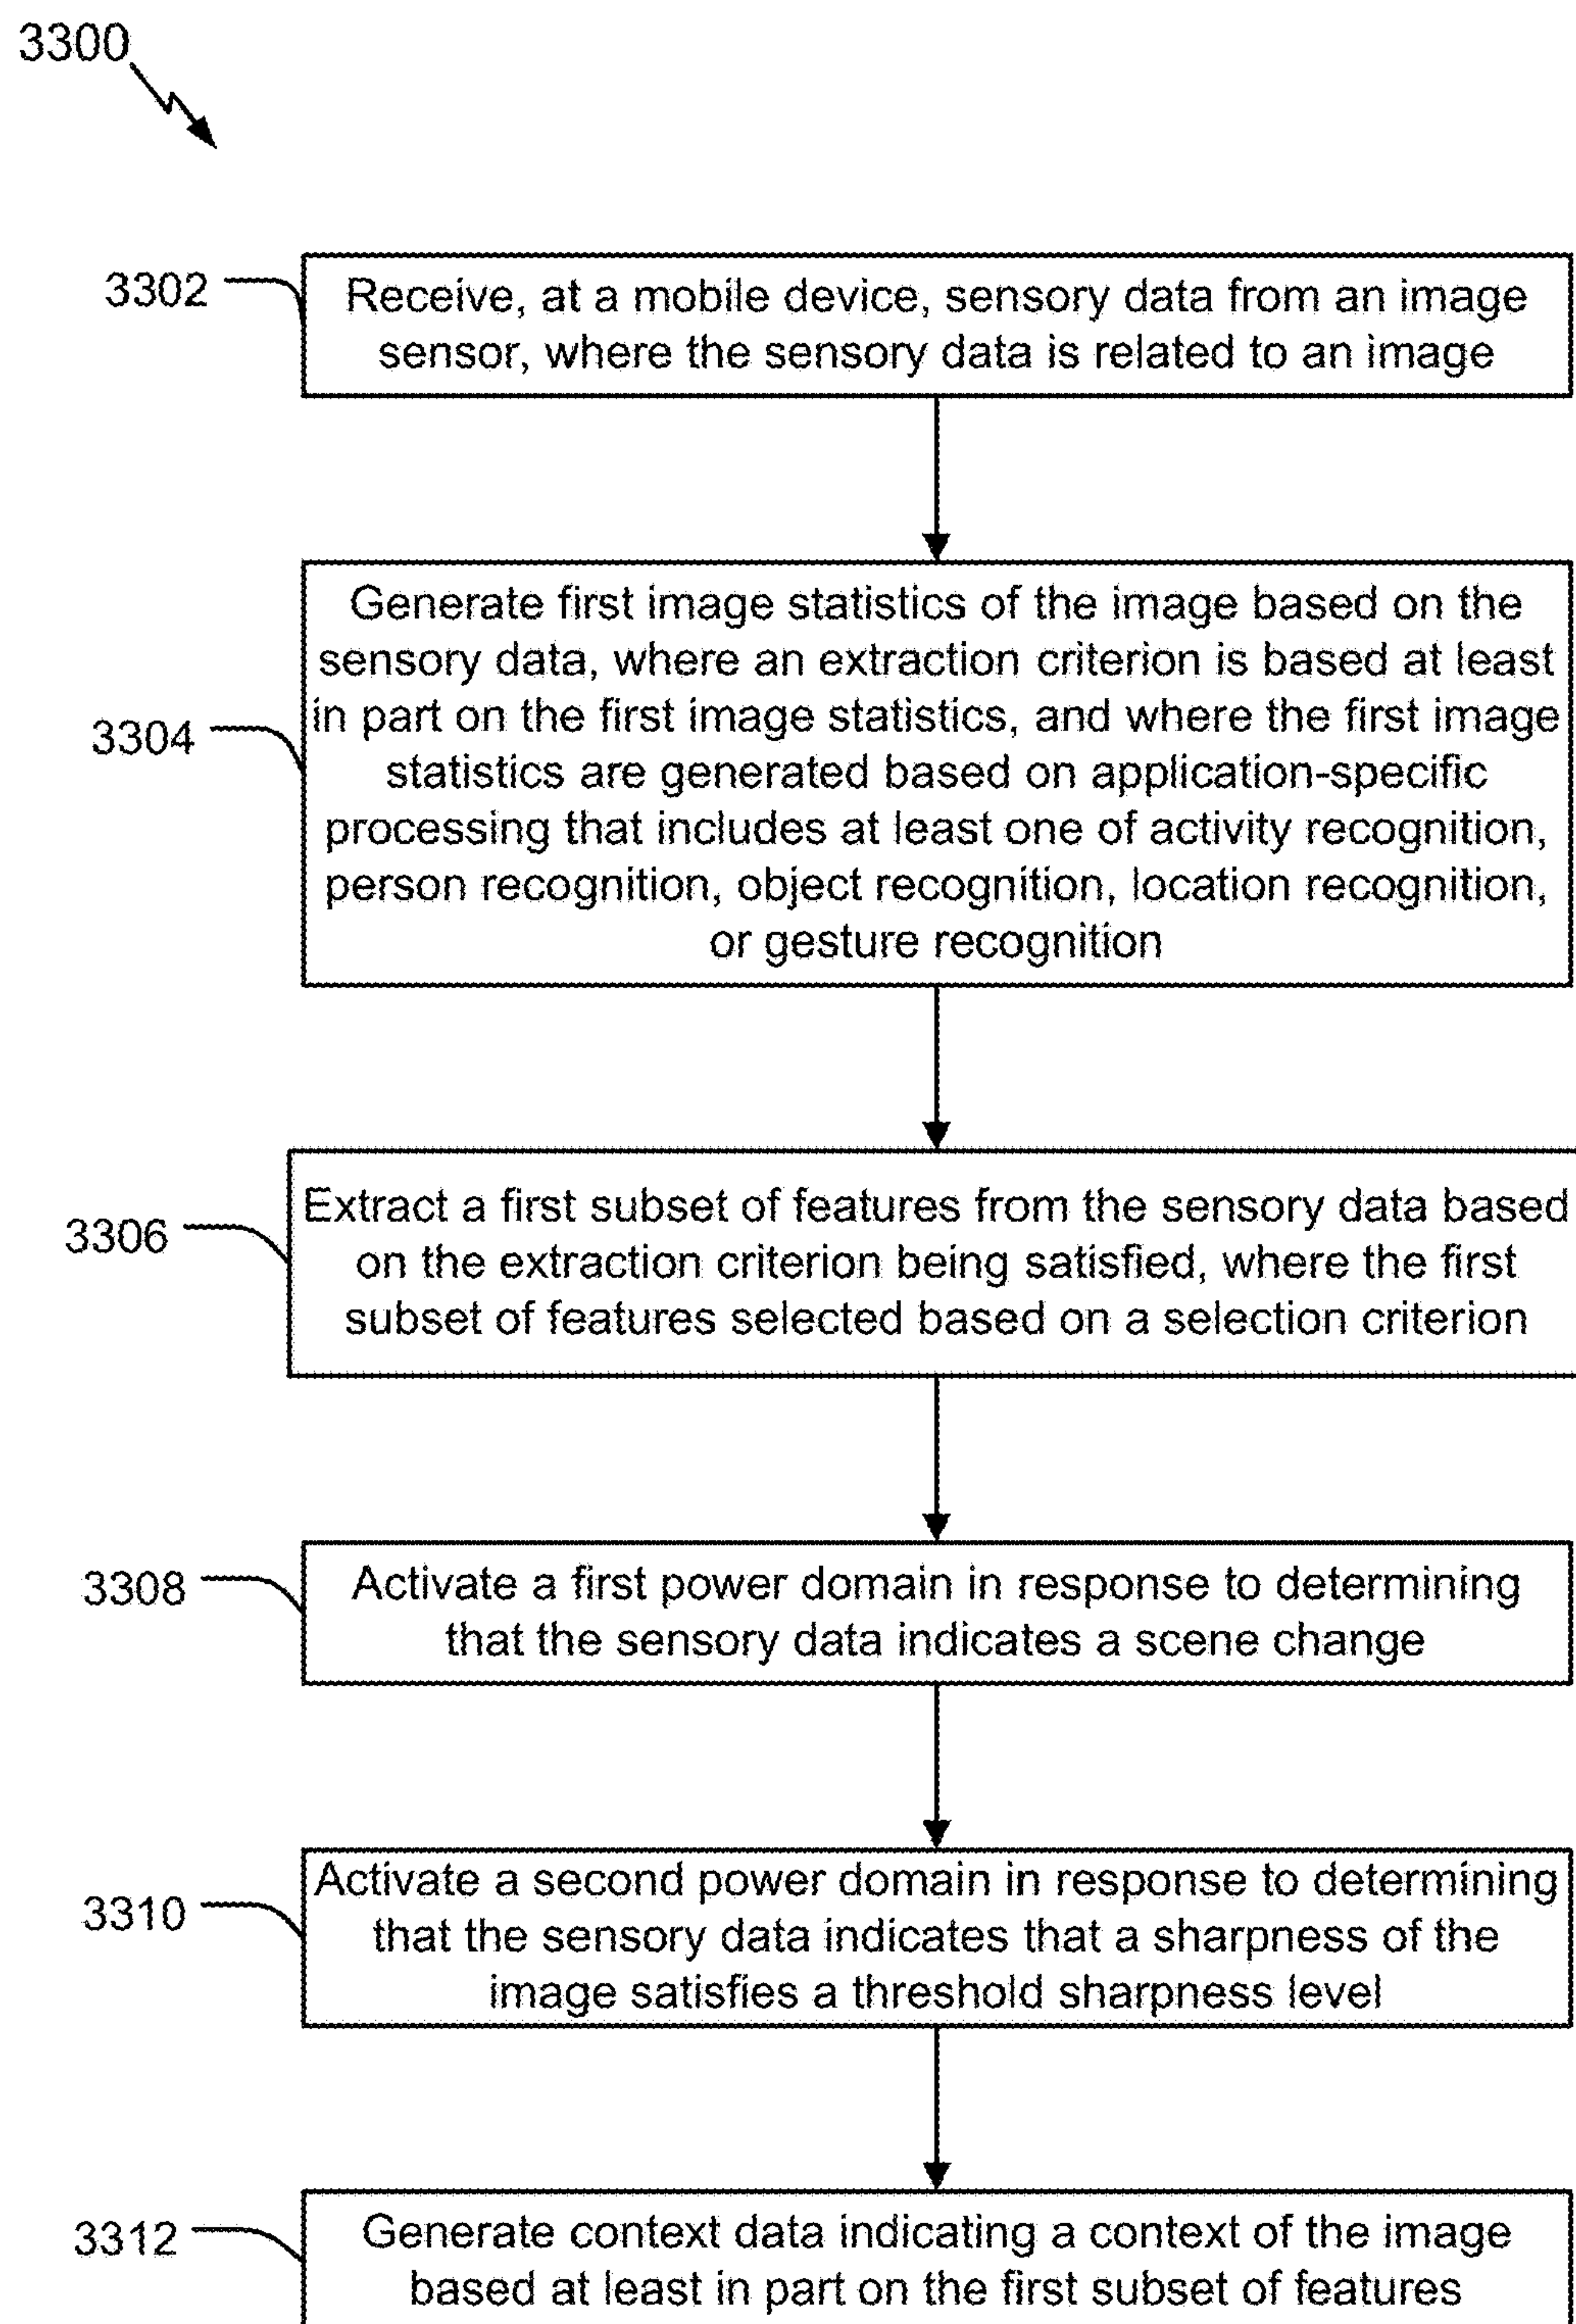 3300
3302
Receive, at a mobile device, sensory data from an image
sensor, where the sensory data is related to an image
3304
Generate first image statistics of the image based on the
sensory data, where an extraction criterion is based at least
in part on the first image statistics, and where the first image
statistics are generated based on application-specific
processing that includes at least one of activity recognition,
person recognition, object recognition, location recognition,
or gesture recognition
3306
Extract a first subset of features from the sensory data based
on the extraction criterion being satisfied, where the first
subset of features selected based on a selection criterion
3308
Activate a first power domain in response to determining
that the sensory data indicates a scene change
3310
Activate a second power domain in response to determining
that the sensory data indicates that a sharpness of the
image satisfies a threshold sharpness level
3312
Generate context data indicating a context of the image
based at least in part on the first subset of features